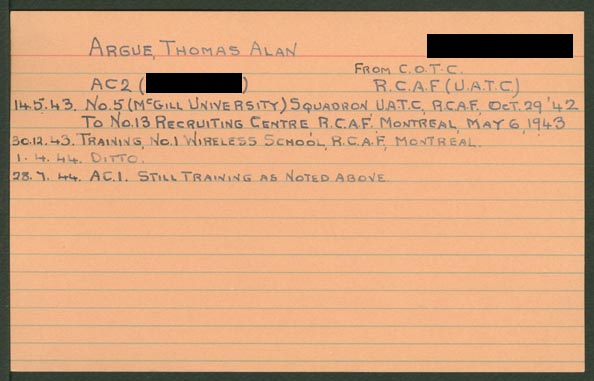 ARGUE, THOMAS ALAN
FROM C.O.T.C.
AC2 ( ) R.C.A.F (U.A.T.C)
14.5.43. NO.5 (MCGILL UNIVERSITY) SQUADRON U.A.T.C, R.C.A.F, OCT. 29 '42
TO NO.13 RECRUITING CENTRE R.C.A.F. MONTREAL, MAY 6, 1943
30.12.43. TRAINING, NO.1 WIRELESS SCHOOL, R.C.A.F, MONTREAL.
1.4.44. DITTO.
28.7.44. AC.1. STILL TRAINING AS NOTED ABOVE.